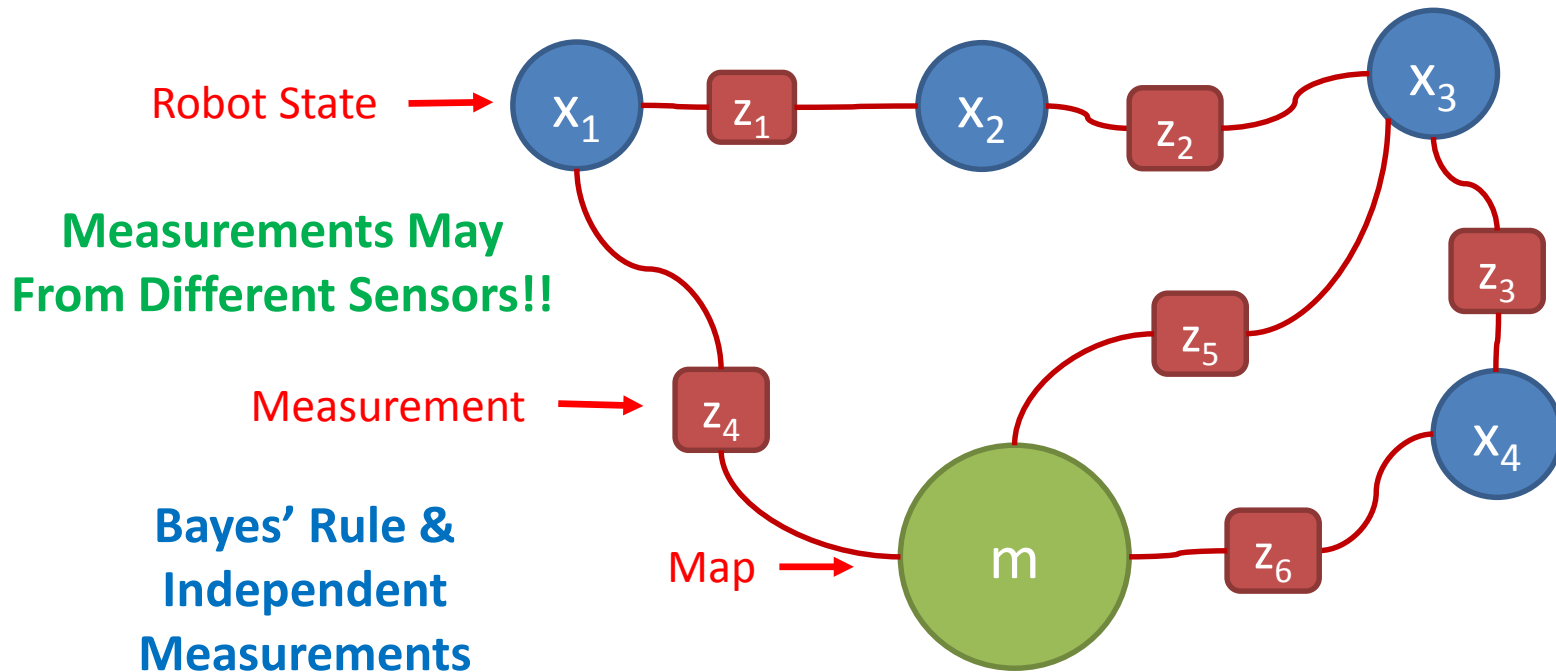 Robot State
x₁
z₁
x₂
z₂
x₃
Measurements May
From Different Sensors!!
z₃
z₅
Measurement
z₄
x₄
Bayes’ Rule &
Independent
Measurements
Map
m
z₆